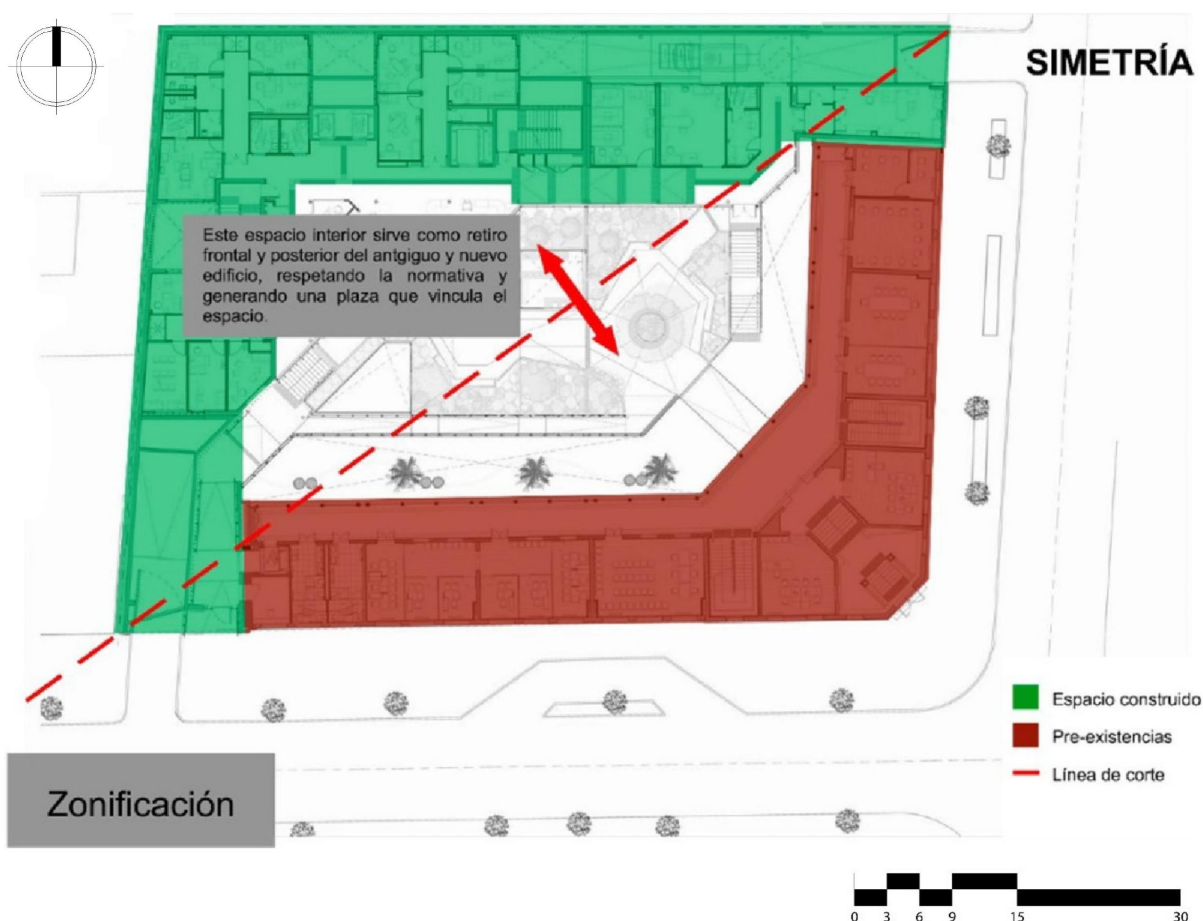 SIMETRÍA
Este espacio interior sirve como retiro
frontal y posterior del antgiguo y nuevo
edificio, respetando la normativa y
generando una plaza que vincula el
espacio.
Espacio construido
Pre-existencias
Línea de corte
Zonificación
0 3 6 9 15 30